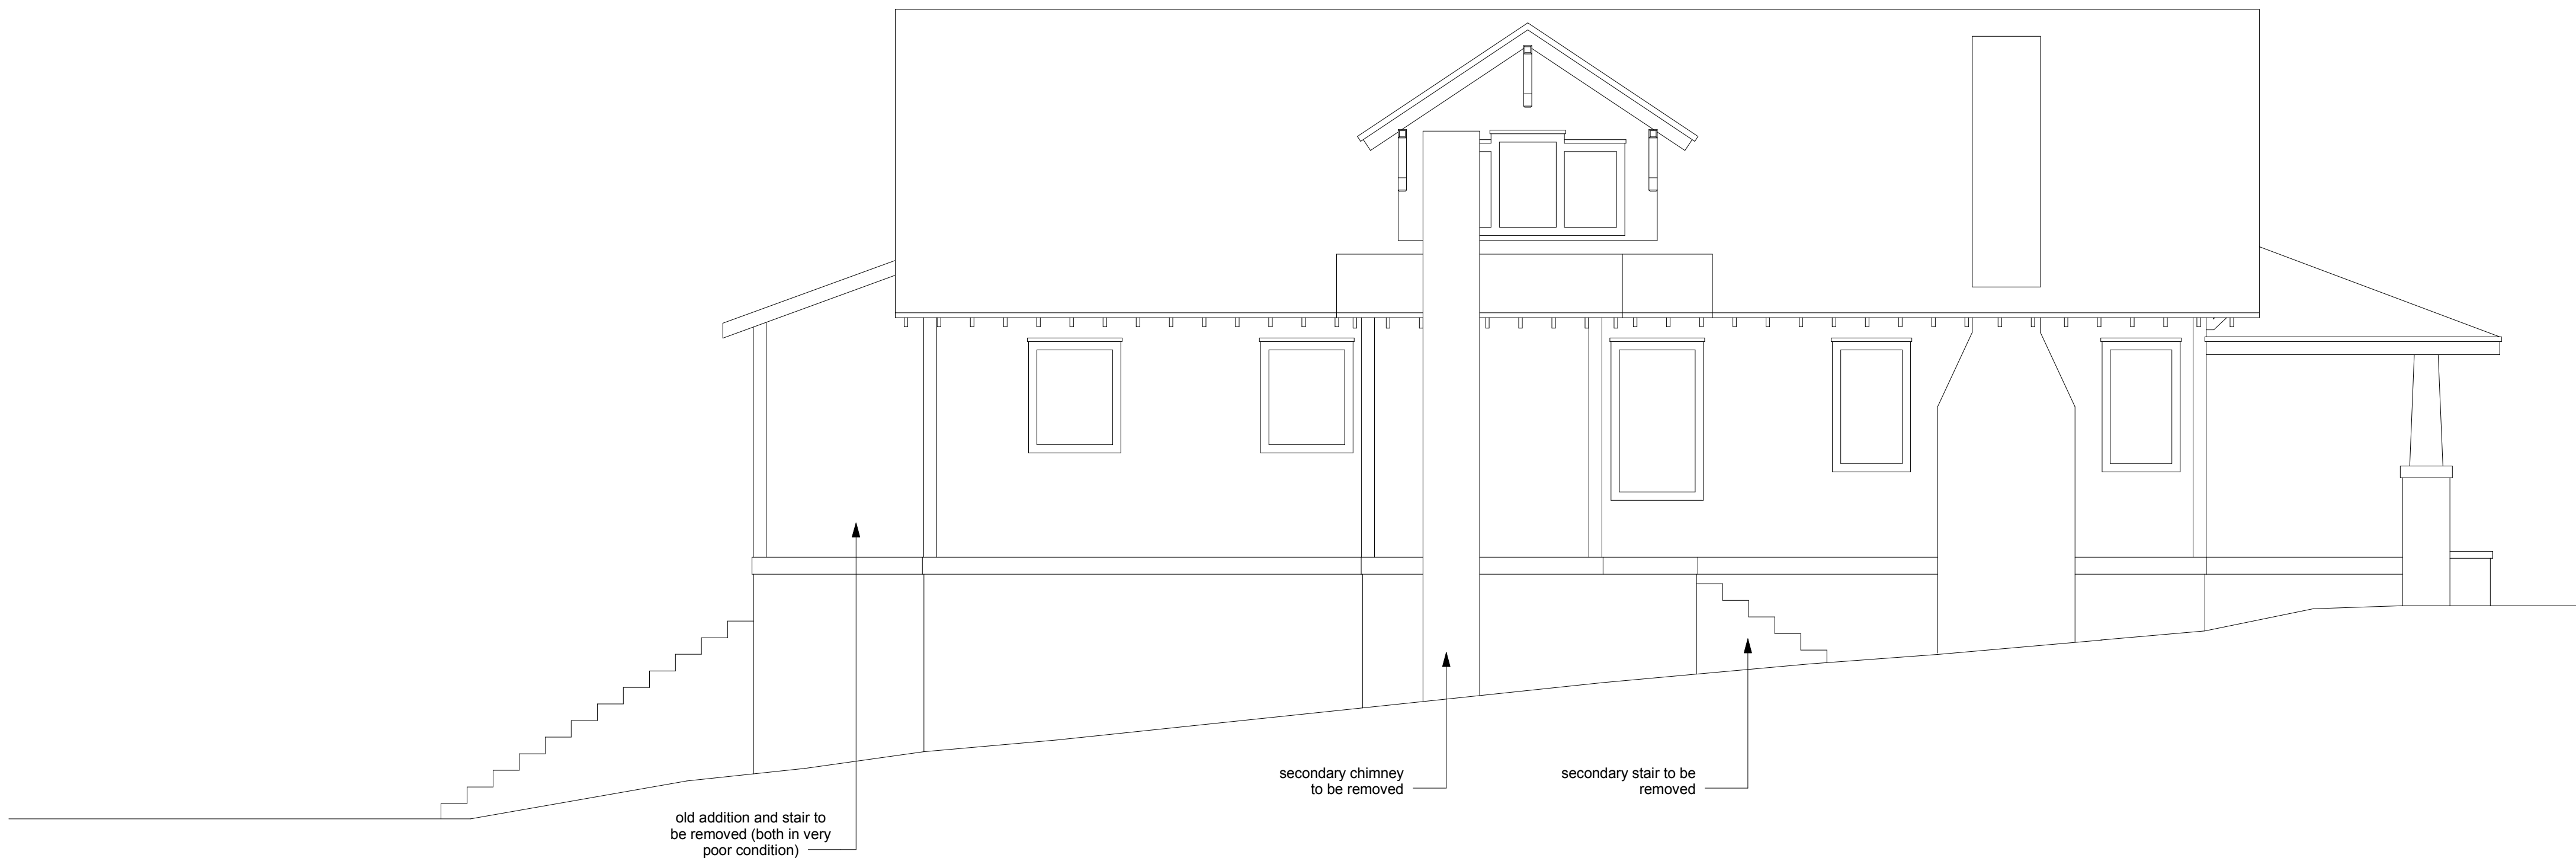 secondary chimney
to be removed
secondary stair to be
removed
old addition and stair to
be removed (both in very
poor condition)